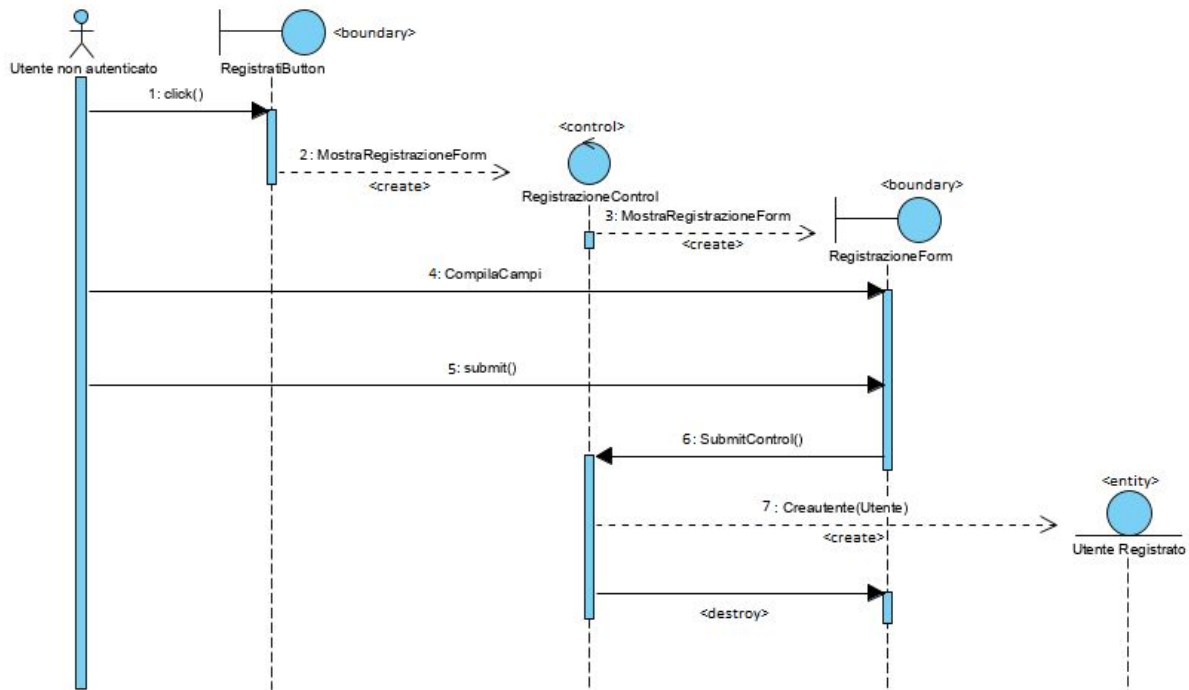 <boundary>
Utente non autenticato
RegistratiButton
1: click()
<control>
2: MostraRegistrazioneForm
<create>
RegistrazioneControl
<boundary>
3: MostraRegistrazioneForm
<create>
RegistrazioneForm
4: CompilaCampi
5: submit()
6: SubmitControl()
<entity>
7 : Creautente(Utente)
<create>
Utente Registrato
<destroy>